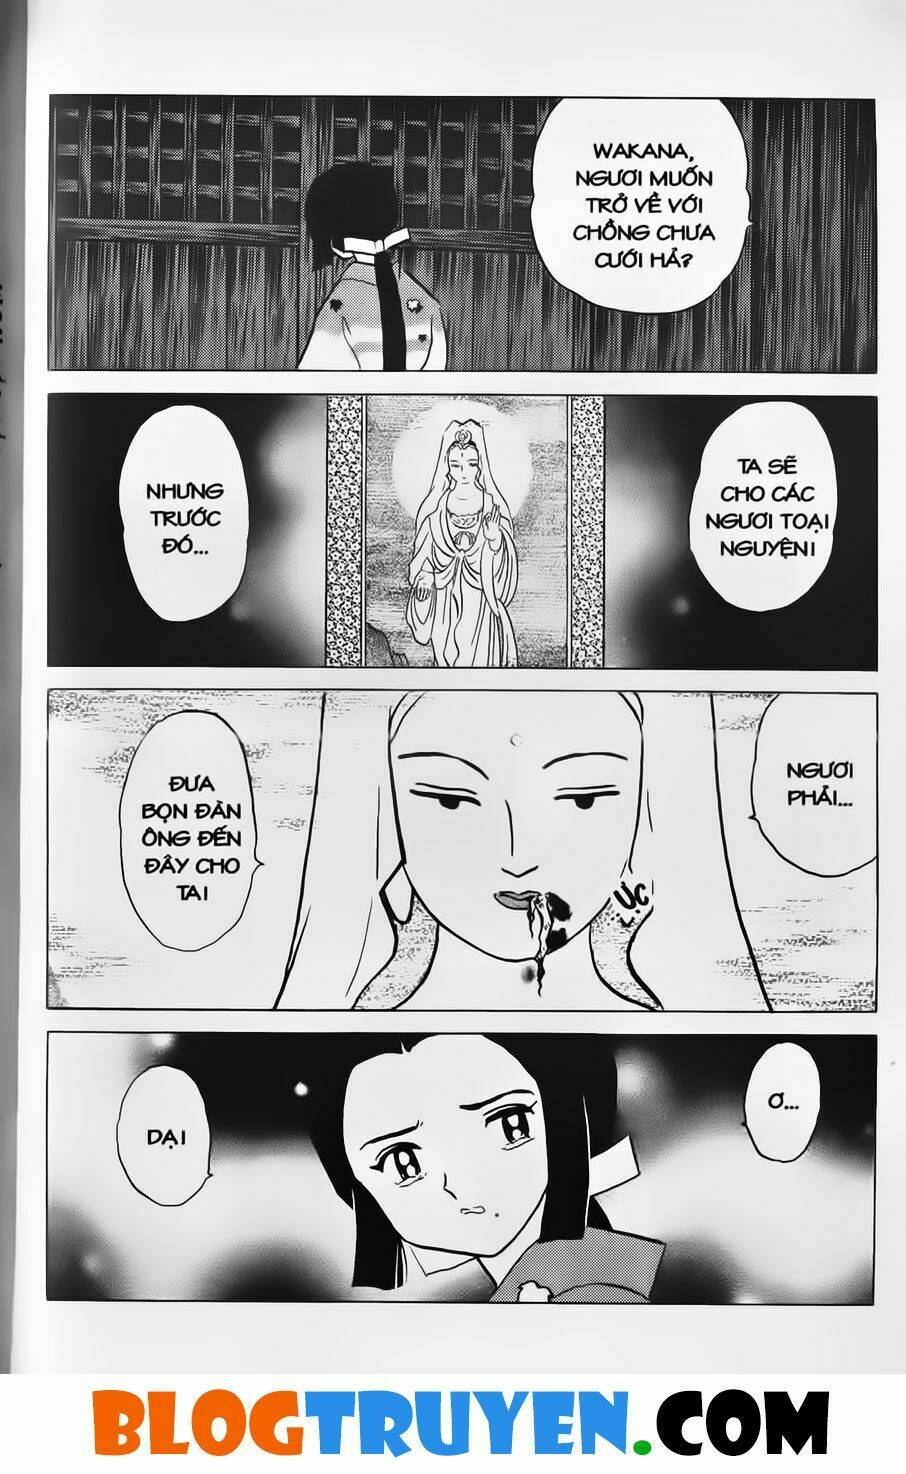 WAKANA,
NGƯƠI MUỐN
TRỞ VỀ VỚI
CHỒNG CHƯA
CƯỚI HẢ?
TA SẼ
CHO CÁC
NGƯƠI TOẠI
NGUYỆN!
NHƯNG
TRƯỚC
ĐÓ...
NGƯƠI
PHẢI...
ỰC
ĐƯA
BỌN ĐÀN
ÔNG ĐẾN
ĐÂY CHO
TA!
Ơ...
DẠ!
BLOGTRUYEN.COM